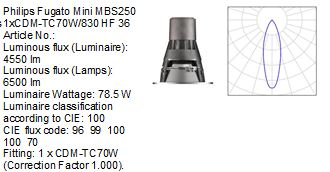 Philips Fugato Mini MBS250
1xCDM-TC70W/830 HF 36
Article No.:
Luminous flux (Luminaire):
4550 lm
Luminous flux (Lamps):
6500 lm
Luminaire Wattage: 78.5 W
Luminaire classification
according to CIE: 100
CIE flux code: 96 99 100
100 70
Fitting: 1 x CDM-TC70W
(Correction Factor 1.000).